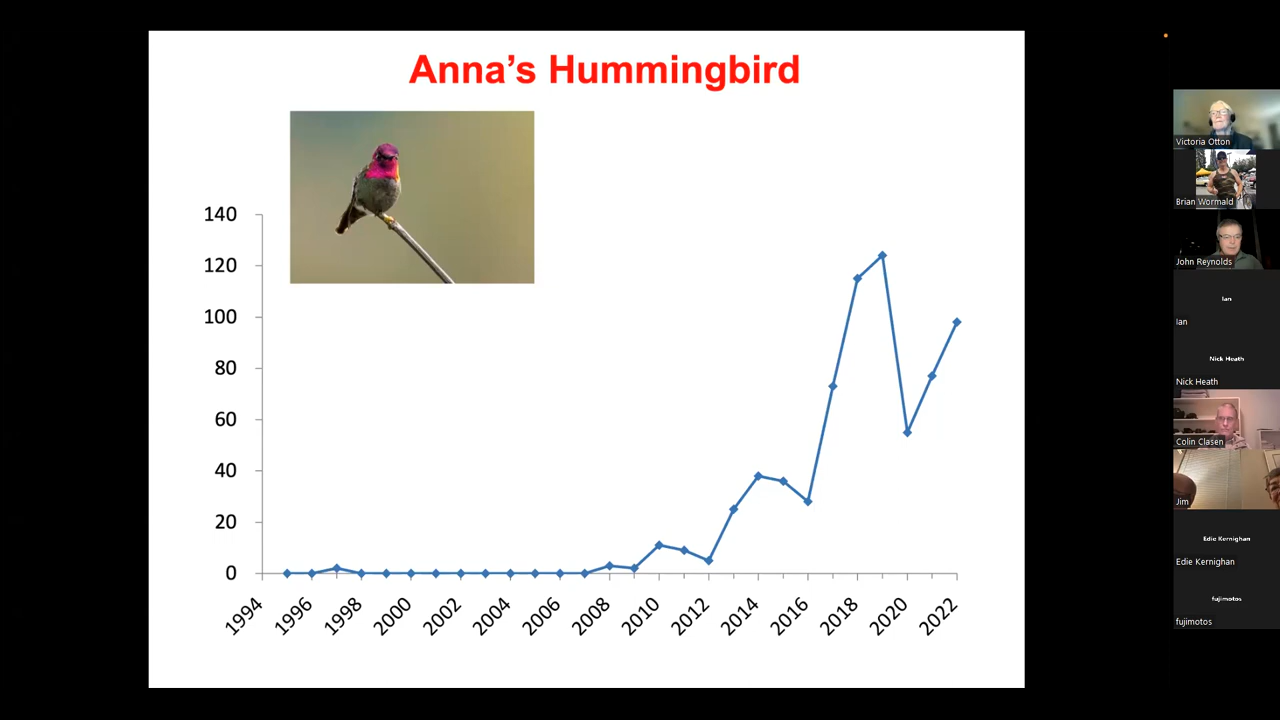 Anna's Hummingbird
140
120
100
80
60
40
20
0
1994
1996
1998
2000
2002
2004
2006
2008
2010
2012
2014
2016
2018
2020
2022
Victoria Otton
Brian Wormald
John Reynolds
Ian
Ian
Nick Heath
Nick Heath
Colin Clasen
Jim
Edie Kernighan
Edie Kernighan
fujimotos
fujimotos